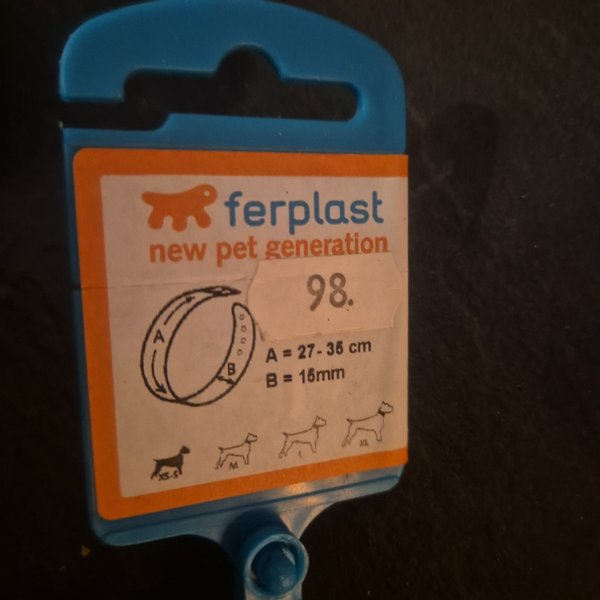 ferplast
new pet generation
98.
A
B
A = 27-35 cm
B = 15mm
XS-S
M
L
XL